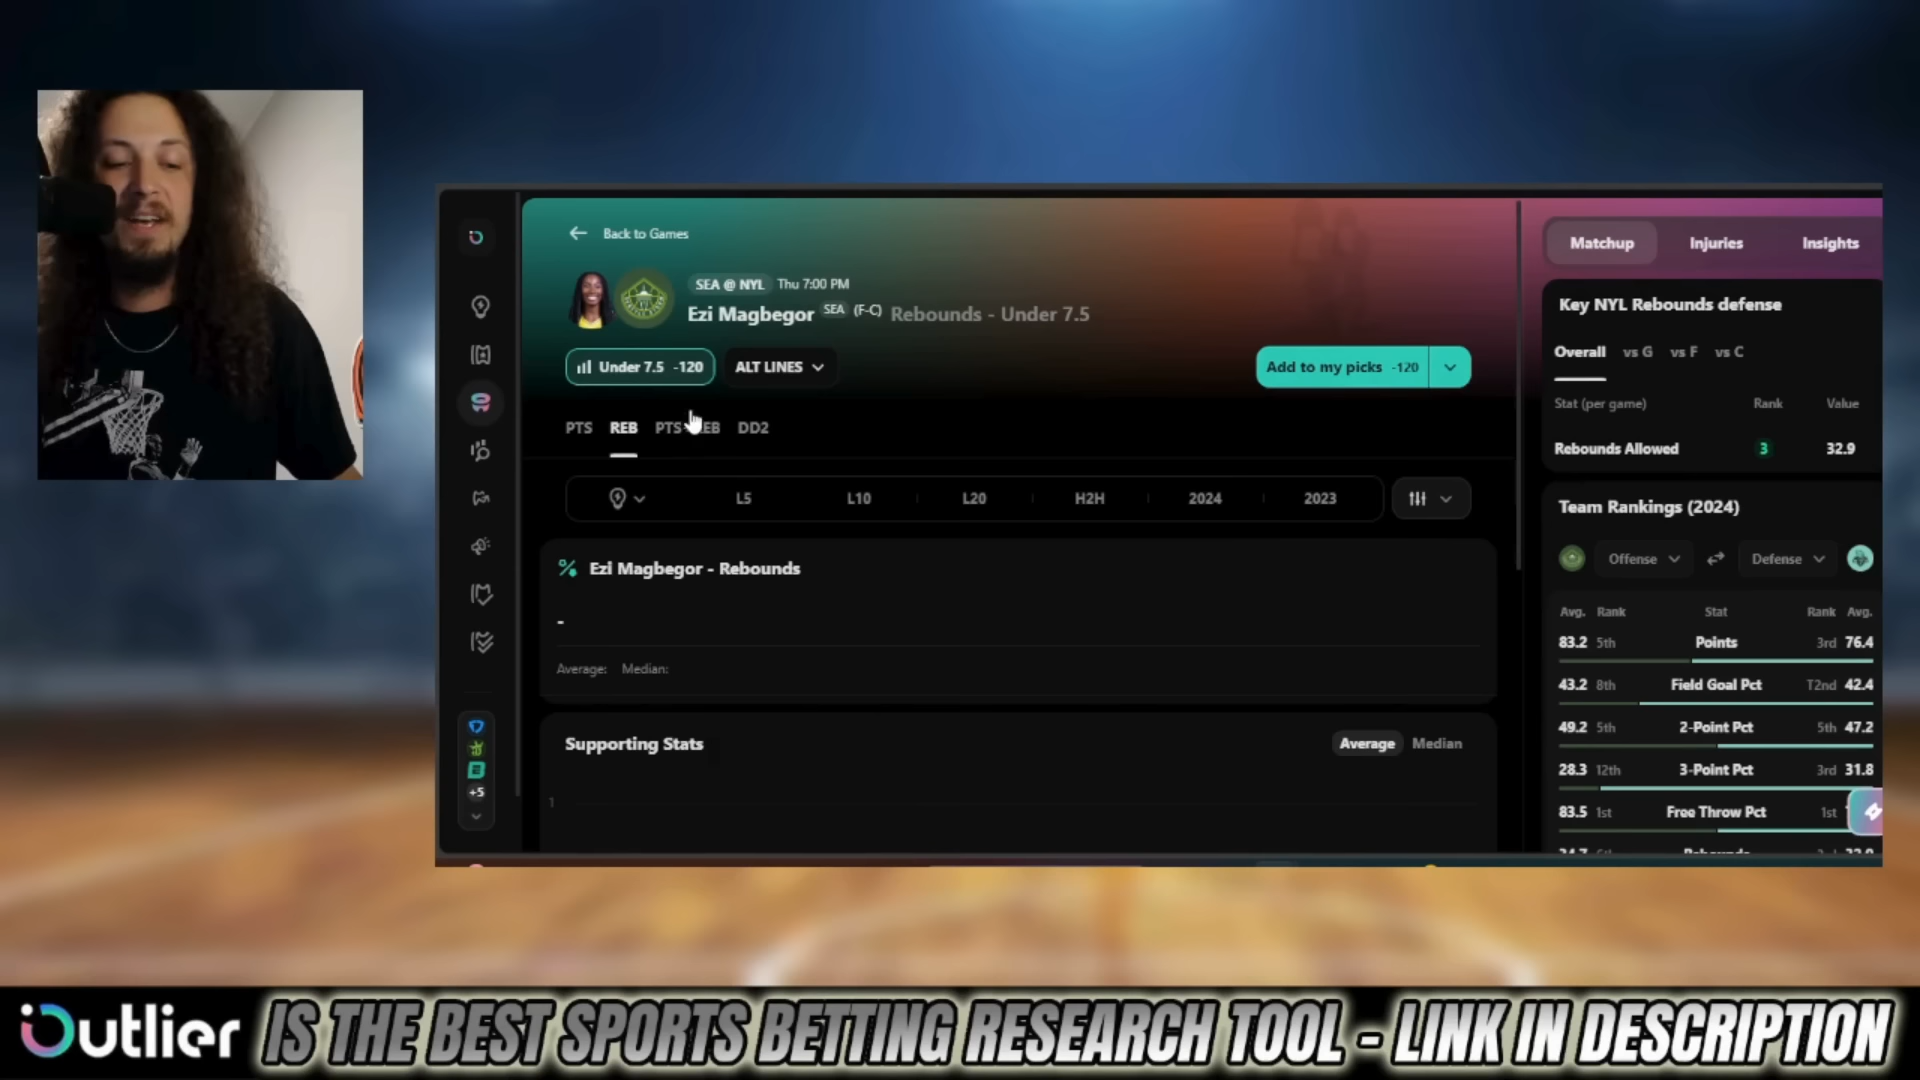 Back to Games
SEA @ NYL Thu 7:00 PM
Ezi Magbegor SEA (F-C) Rebounds - Under 7.5
Under 7.5 -120 ALT LINES
Add to my picks -120
PTS REB PTS EB DD2
L5 L10 L20 H2H 2024 2023
% Ezi Magbegor - Rebounds
-
Average: Median:
Supporting Stats
Average Median
1
+5
Matchup Injuries Insights
Key NYL Rebounds defense
Overall vs G vs F vs C
Stat (per game) Rank Value
Rebounds Allowed 3 32.9
Team Rankings (2024)
Offense Defense
Avg. Rank Stat Rank Avg.
83.2 5th Points 3rd 76.4
43.2 8th Field Goal Pct T2nd 42.4
49.2 5th 2-Point Pct 5th 47.2
28.3 12th 3-Point Pct 3rd 31.8
83.5 1st Free Throw Pct 1st
Outlier IS THE BEST SPORTS BETTING RESEARCH TOOL - LINK IN DESCRIPTION